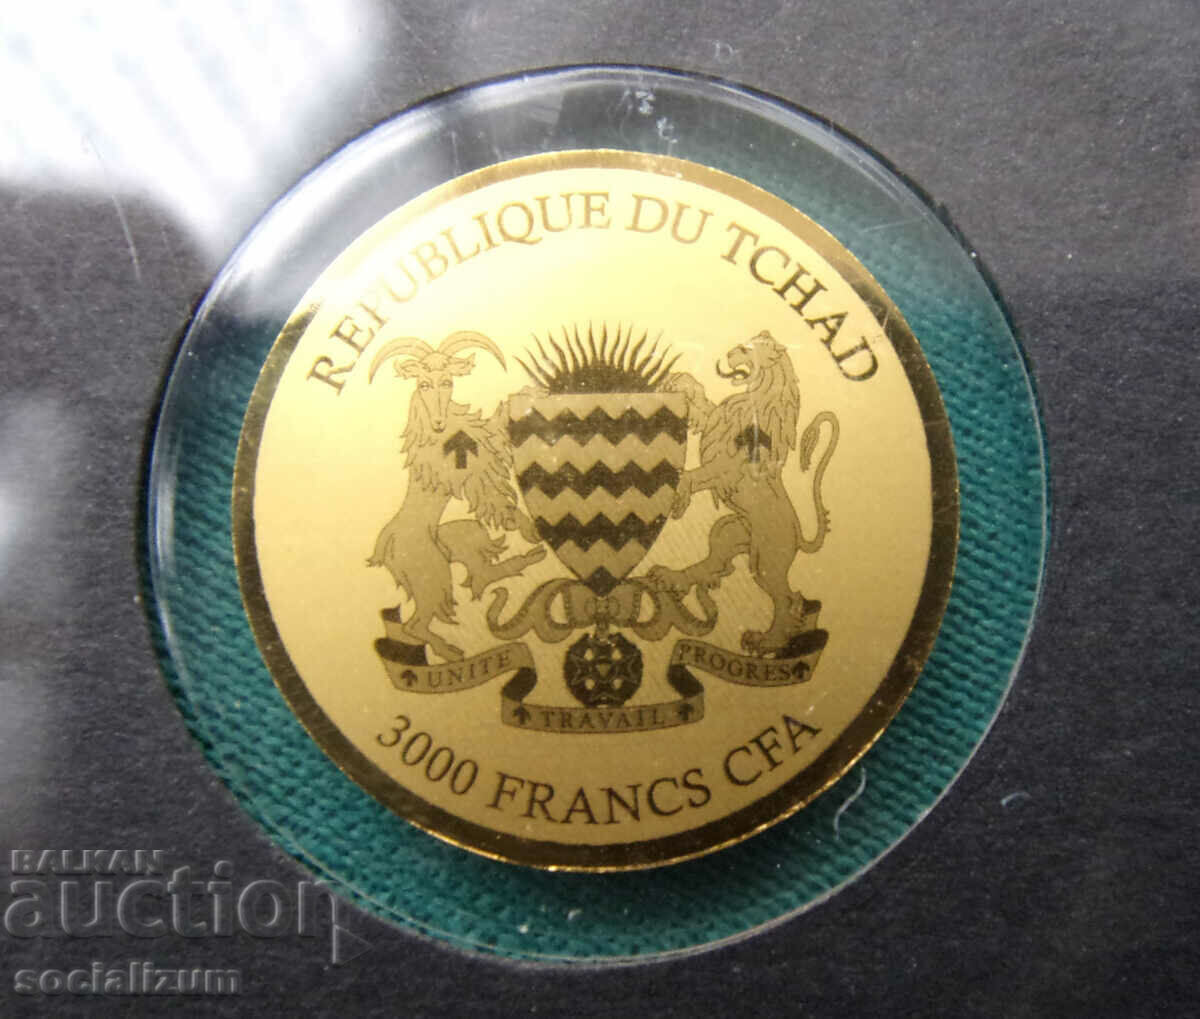 REPUBLIQUE DU TCHAD
UNITE
PROGRES
TRAVAIL
3000 FRANCS CFA
BALKAN
auction
socializum